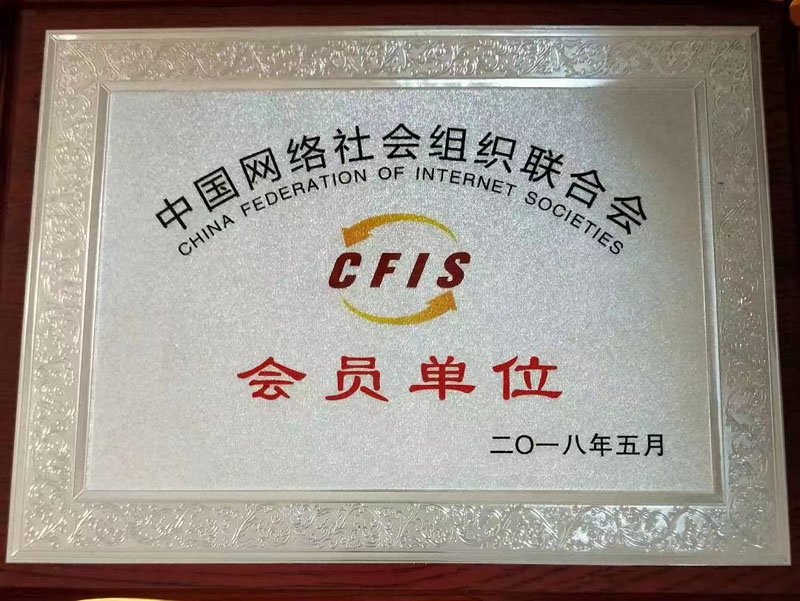 中国网络社会组织联合会
CHINA FEDERATION OF INTERNET SOCIETIES
CFIS
会员单位
二〇一八年五月